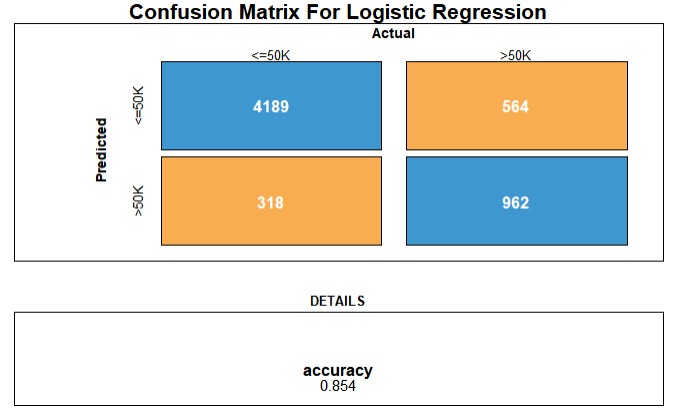 Confusion Matrix For Logistic Regression
Actual
<=50K >50K
Predicted
<=50K
4189 564
>50K
318 962
DETAILS
accuracy
0.854